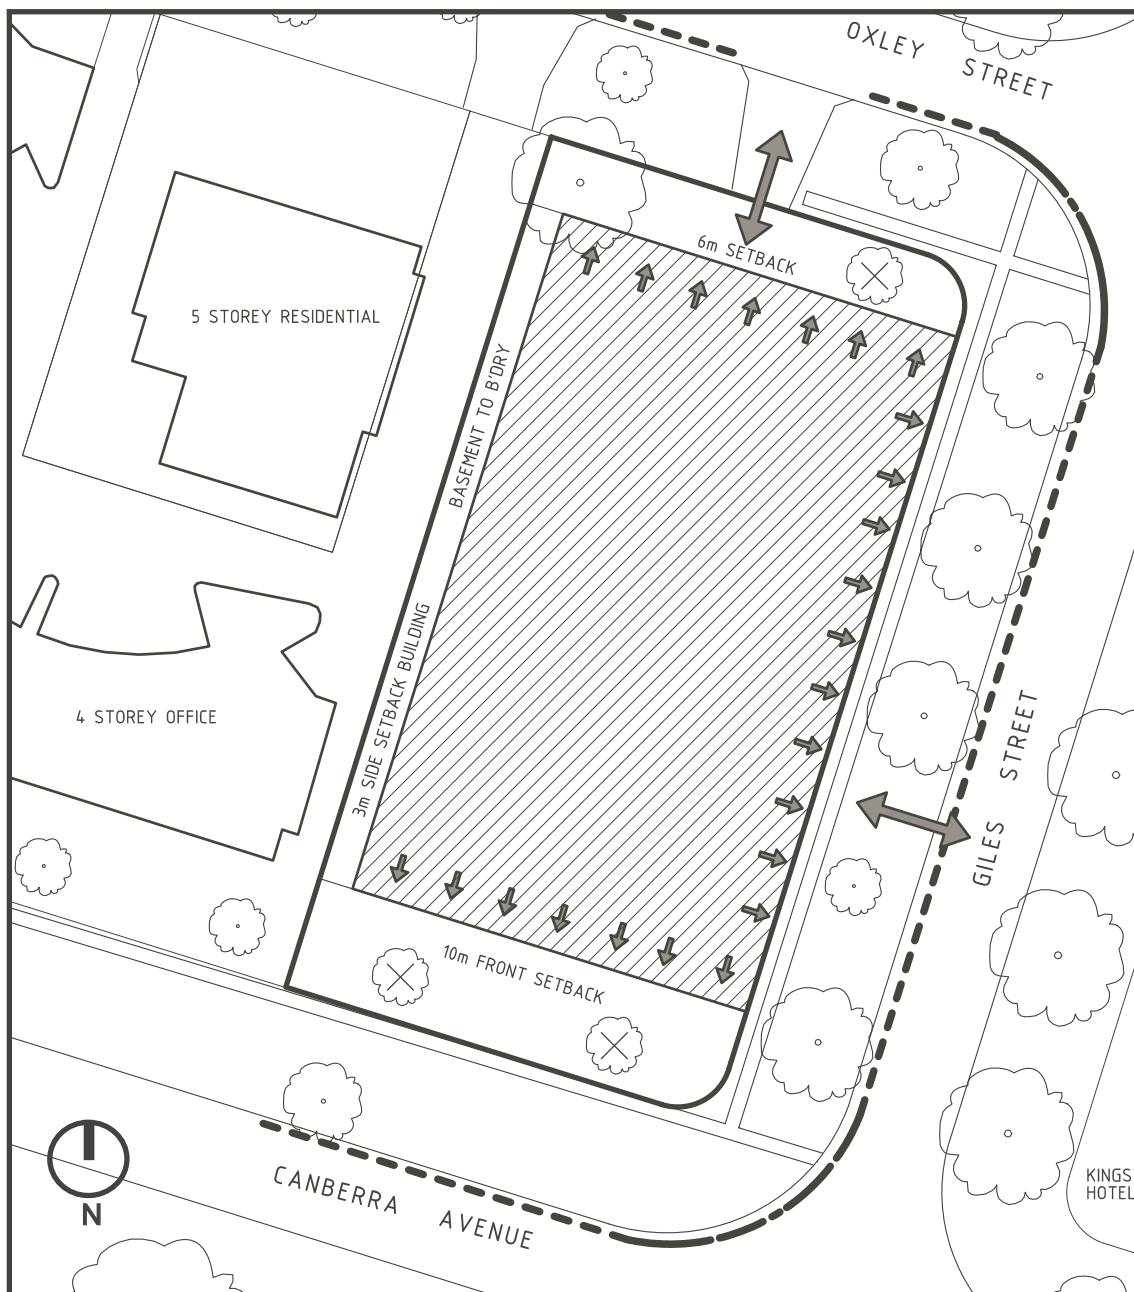 OXLEY STREET
6m SETBACK
5 STOREY RESIDENTIAL
BASEMENT TO B'DRY
3m SIDE SETBACK BUILDING
4 STOREY OFFICE
GILES STREET
10m FRONT SETBACK
CANBERRA AVENUE
N
KINGS
HOTEL